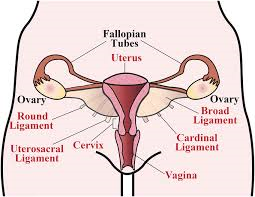 Fallopian
Tubes
Uterus
Ovary
Ovary
Round
Ligament
Broad
Ligament
Uterosacral
Ligament
Cervix
Cardinal
Ligament
Vagina